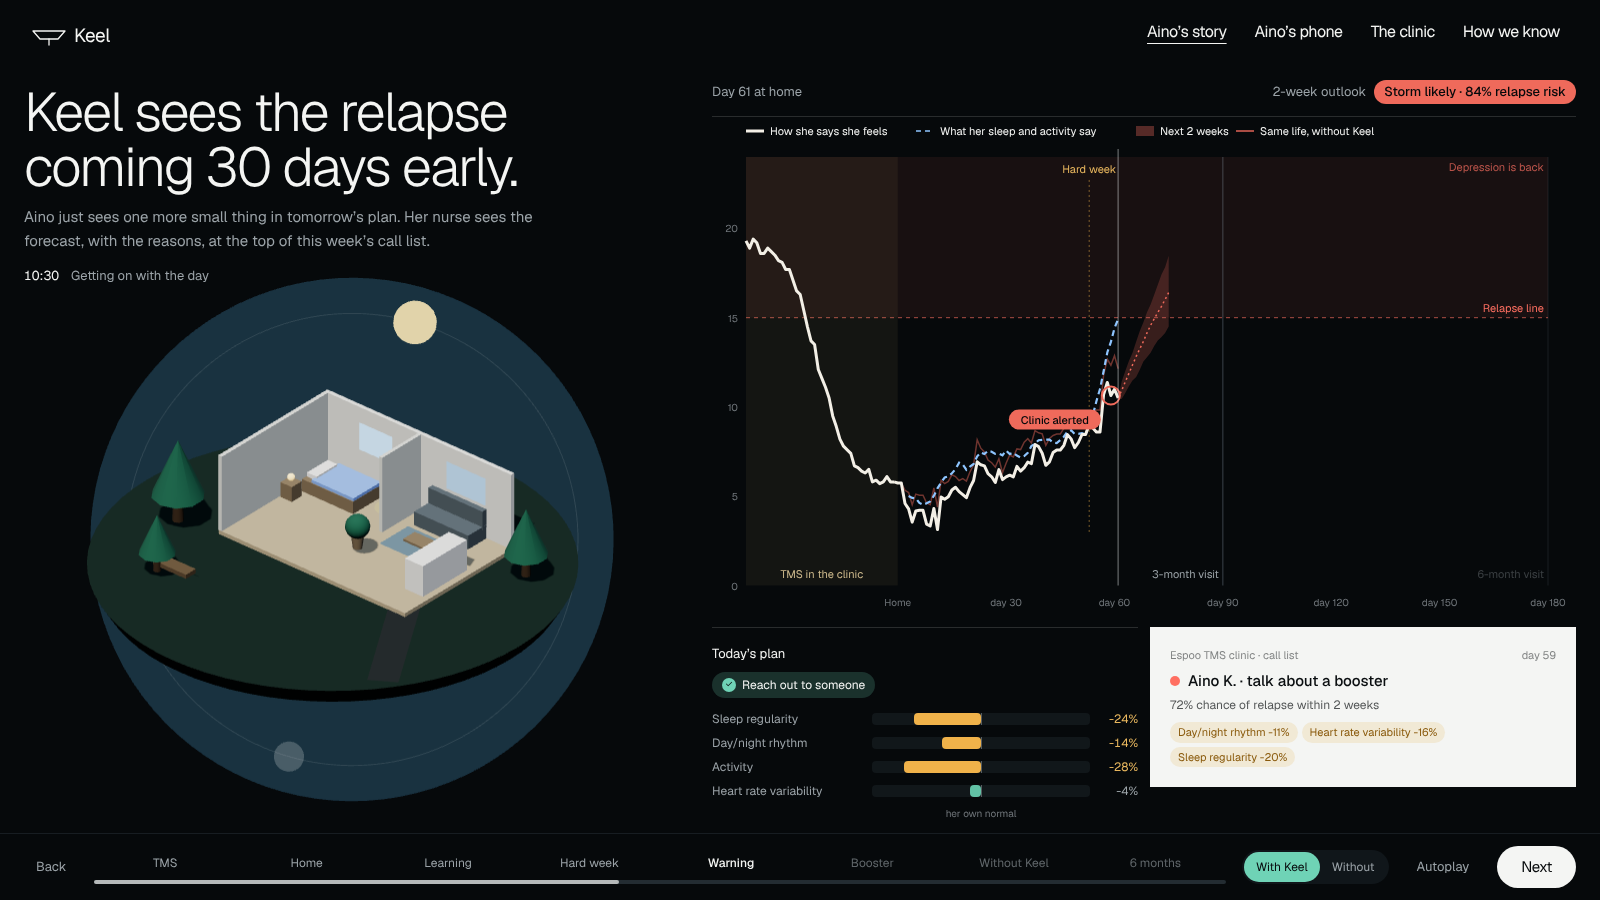 Keel
Aino's story
Aino's phone
The clinic
How we know
Keel sees the relapse
coming 30 days early.
Aino just sees one more small thing in tomorrow's plan. Her nurse sees the
forecast, with the reasons, at the top of this week's call list.
10:30 Getting on with the day
Day 61 at home
2-week outlook
Storm likely · 84% relapse risk
How she says she feels
What her sleep and activity say
Next 2 weeks
Same life, without Keel
Hard week
Depression is back
20
15
10
5
0
Relapse line
Clinic alerted
TMS in the clinic
3-month visit
6-month visit
Home
day 30
day 60
day 90
day 120
day 150
day 180
Today's plan
Reach out to someone
Sleep regularity -24%
Day/night rhythm -14%
Activity -28%
Heart rate variability -4%
her own normal
Espoo TMS clinic · call list
day 59
Aino K. · talk about a booster
72% chance of relapse within 2 weeks
Day/night rhythm -11%
Heart rate variability -16%
Sleep regularity -20%
Back
TMS
Home
Learning
Hard week
Warning
Booster
Without Keel
6 months
With Keel
Without
Autoplay
Next